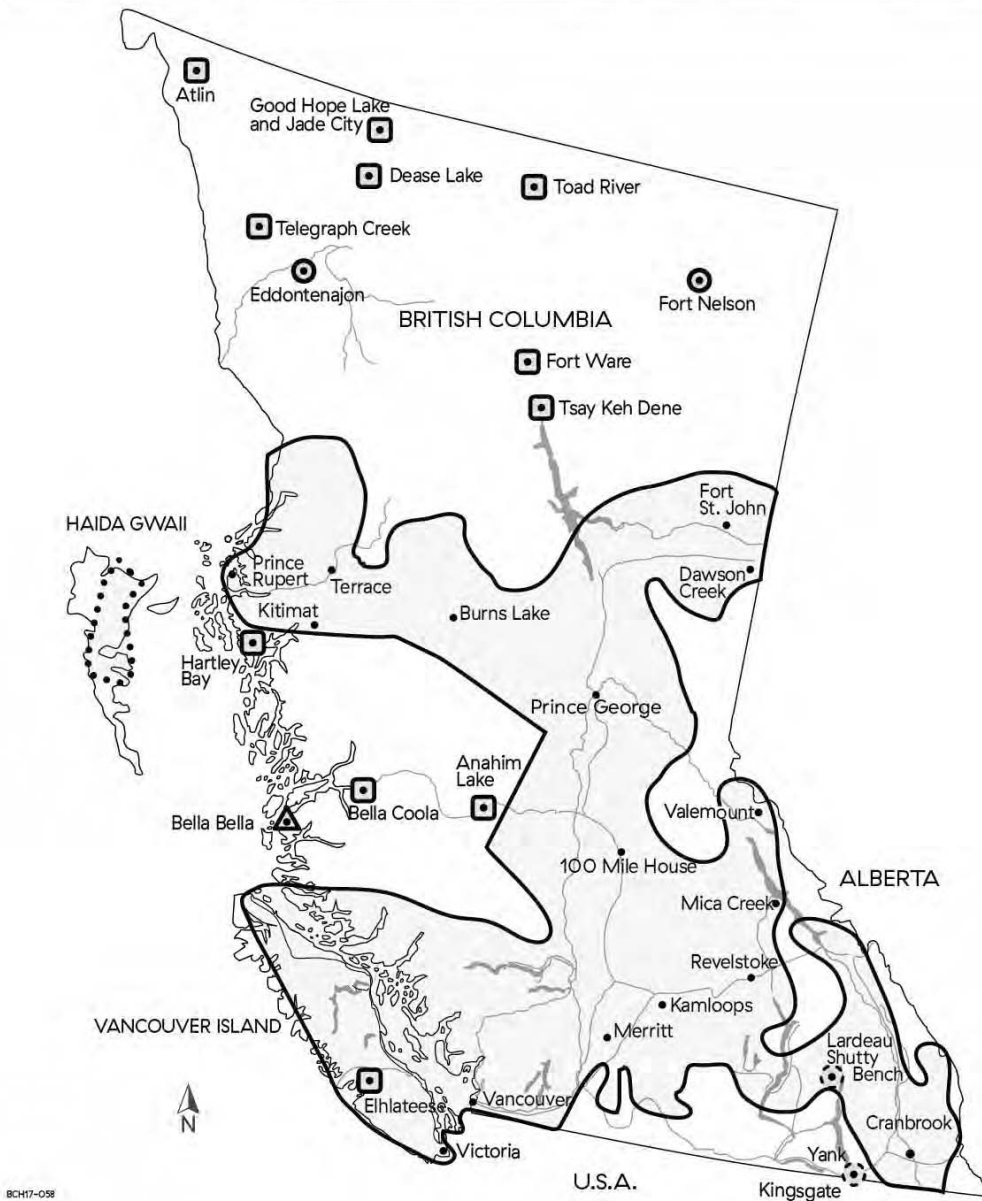 Atlin
Good Hope Lake
and Jade City
Dease Lake
Toad River
Telegraph Creek
Eddontenajon
Fort Nelson
BRITISH COLUMBIA
Fort Ware
Tsay Keh Dene
Fort
St. John
HAIDA GWAII
Prince
Rupert
Terrace
Dawson
Creek
Kitimat
Burns Lake
Hartley
Bay
Prince George
Anahim
Lake
Bella Coola
Valemount
Bella Bella
100 Mile House
ALBERTA
Mica Creek
Revelstoke
Kamloops
VANCOUVER ISLAND
Merritt
Lardeau
Shutty
Bench
Elhlateese
Vancouver
N
Cranbrook
Victoria
Yank
U.S.A.
Kingsgate
BCH17-058